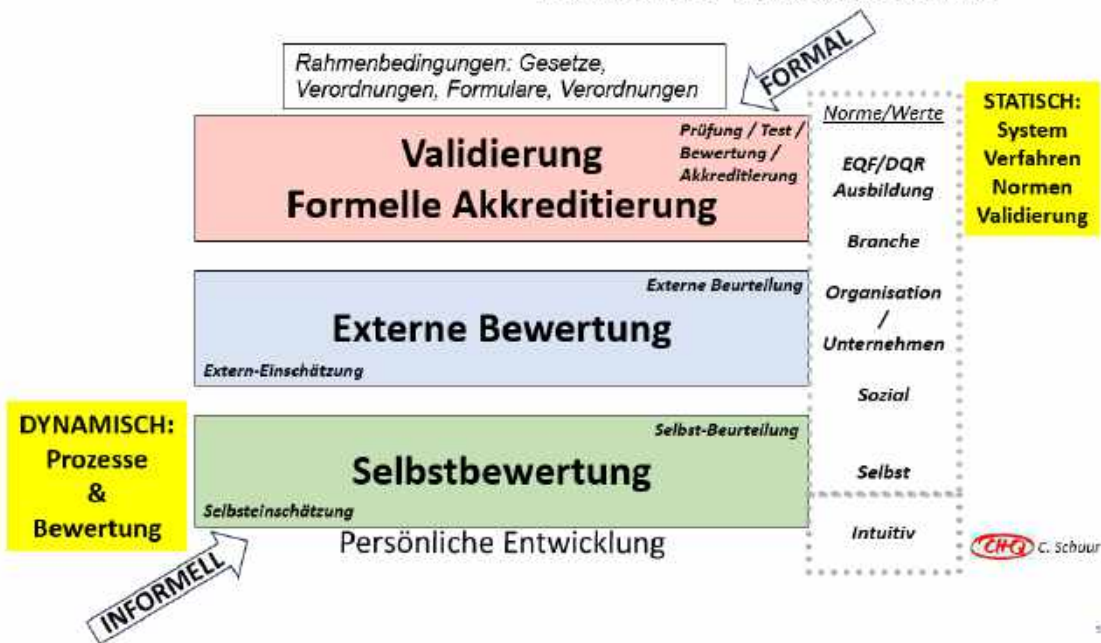 FORMAL
Rahmenbedingungen: Gesetze,
Verordnungen, Formulare, Verordnungen
Prüfung / Test /
Bewertung /
Akkreditierung
Validierung
Formelle Akkreditierung
Externe Beurteilung
Externe Bewertung
Extern-Einschätzung
Selbst-Beurteilung
Selbstbewertung
Selbsteinschätzung
Persönliche Entwicklung
INFORMELL
DYNAMISCH:
Prozesse
&
Bewertung
Norme/Werte
EQF/DQR
Ausbildung
Branche
Organisation
/
Unternehmen
Sozial
Selbst
Intuitiv
STATISCH:
System
Verfahren
Normen
Validierung
CH-Q C. Schuur